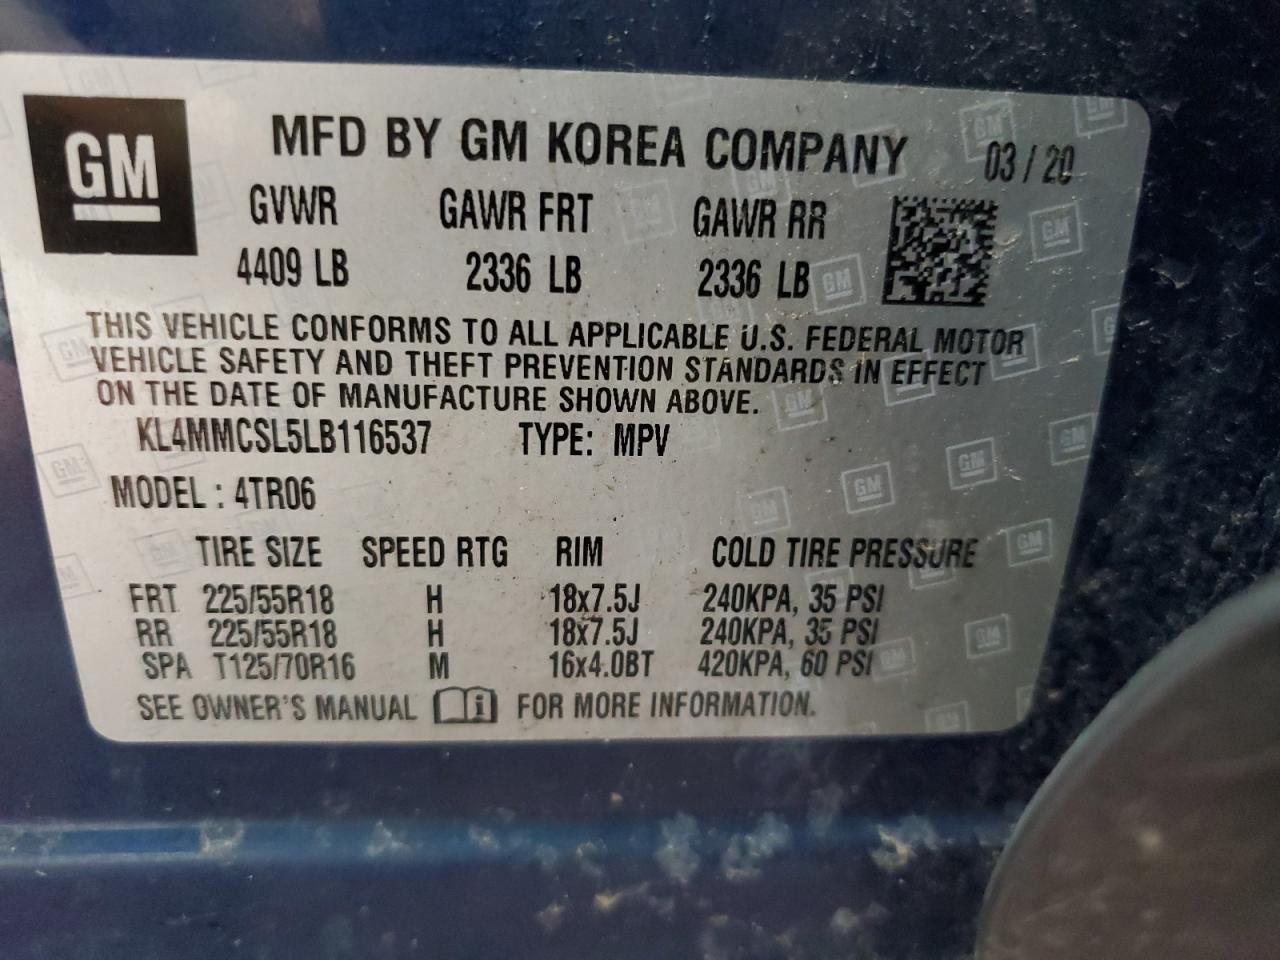 GM
MFD BY GM KOREA COMPANY 03 / 20
GVWR GAWR FRT GAWR RR
4409 LB 2336 LB 2336 LB
THIS VEHICLE CONFORMS TO ALL APPLICABLE U.S. FEDERAL MOTOR
VEHICLE SAFETY AND THEFT PREVENTION STANDARDS IN EFFECT
ON THE DATE OF MANUFACTURE SHOWN ABOVE.
KL4MMCSL5LB116537 TYPE: MPV
MODEL : 4TR06
TIRE SIZE SPEED RTG RIM COLD TIRE PRESSURE
FRT 225/55R18 H 18x7.5J 240KPA, 35 PSI
RR 225/55R18 H 18x7.5J 240KPA, 35 PSI
SPA T125/70R16 M 16x4.0BT 420KPA, 60 PSI
SEE OWNER'S MANUAL i FOR MORE INFORMATION.